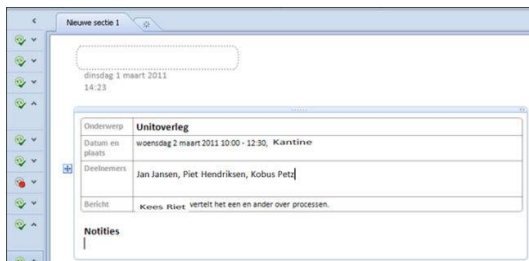 Nieuwe sectie 1
dinsdag 1 maart 2011
14:23
Onderwerp Unitoverleg
Datum en plaats woensdag 2 maart 2011 10:00 - 12:30, Kantine
Deelnemers Jan Jansen, Piet Hendriksen, Kobus Petz
Bericht Kees Riet vertelt het een en ander over processen.
Notities